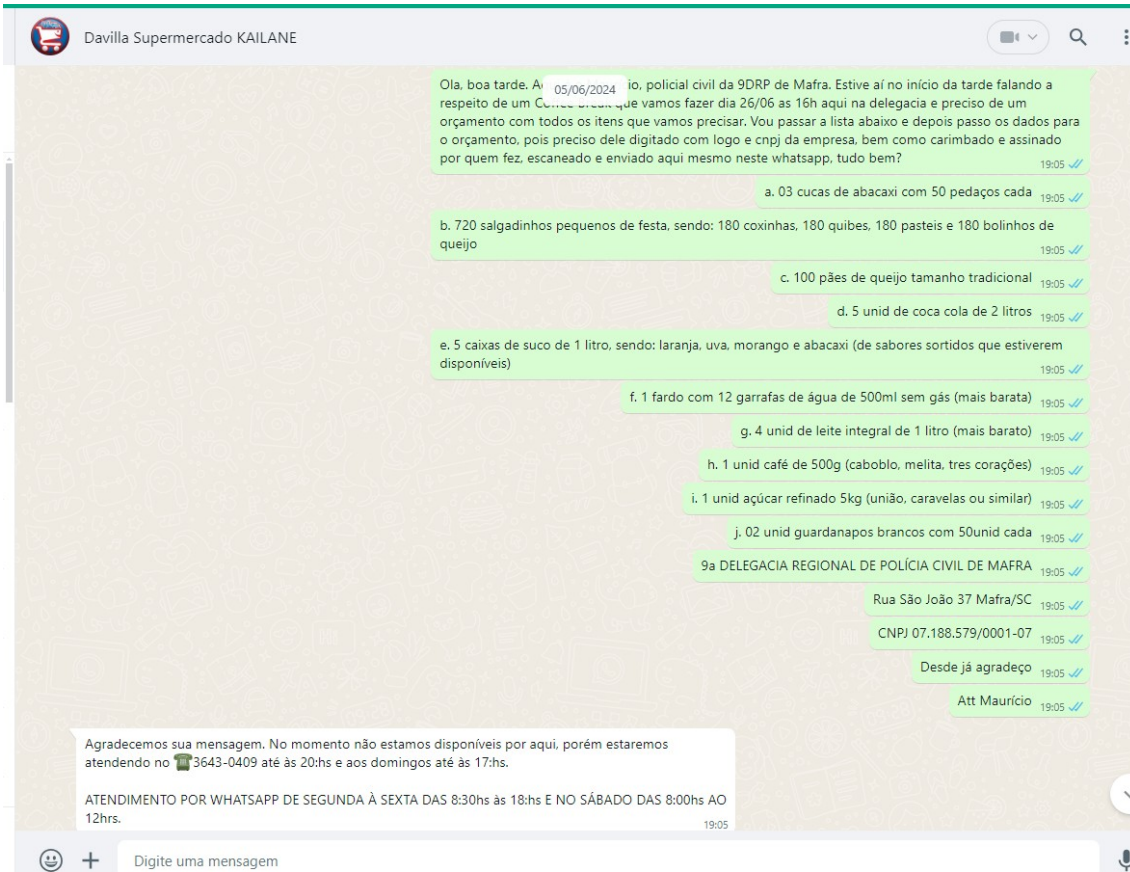 Davilla Supermercado KAILANE
05/06/2024
Ola, boa tarde. io, policial civil da 9DRP de Mafra. Estive aí no início da tarde falando a
respeito de um que vamos fazer dia 26/06 as 16h aqui na delegacia e preciso de um
orçamento com todos os itens que vamos precisar. Vou passar a lista abaixo e depois passo os dados para
o orçamento, pois preciso dele digitado com logo e cnpj da empresa, bem como carimbado e assinado
por quem fez, escaneado e enviado aqui mesmo neste whatsapp, tudo bem?
19:05
a. 03 cucas de abacaxi com 50 pedaços cada 19:05
b. 720 salgadinhos pequenos de festa, sendo: 180 coxinhas, 180 quibes, 180 pasteis e 180 bolinhos de
queijo
19:05
c. 100 pães de queijo tamanho tradicional 19:05
d. 5 unid de coca cola de 2 litros 19:05
e. 5 caixas de suco de 1 litro, sendo: laranja, uva, morango e abacaxi (de sabores sortidos que estiverem
disponíveis)
19:05
f. 1 fardo com 12 garrafas de água de 500ml sem gás (mais barata) 19:05
g. 4 unid de leite integral de 1 litro (mais barato) 19:05
h. 1 unid café de 500g (caboblo, melita, tres corações) 19:05
i. 1 unid açúcar refinado 5kg (união, caravelas ou similar) 19:05
j. 02 unid guardanapos brancos com 50unid cada 19:05
9a DELEGACIA REGIONAL DE POLÍCIA CIVIL DE MAFRA 19:05
Rua São João 37 Mafra/SC 19:05
CNPJ 07.188.579/0001-07 19:05
Desde já agradeço 19:05
Att Maurício 19:05
Agradecemos sua mensagem. No momento não estamos disponíveis por aqui, porém estaremos
atendendo no ☎3643-0409 até às 20:hs e aos domingos até às 17:hs.
ATENDIMENTO POR WHATSAPP DE SEGUNDA À SEXTA DAS 8:30hs às 18:hs E NO SÁBADO DAS 8:00hs AO
12hrs.
19:05
Digite uma mensagem